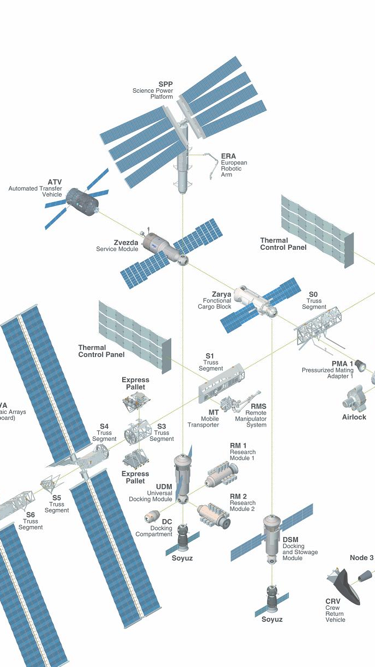 SPP
Science Power
Platform
ERA
European
Robotic
Arm
ATV
Automated Transfer
Vehicle
Zvezda
Service Module
Thermal
Control Panel
Zarya
Fonctional
Cargo Block
S0
Truss
Segment
Thermal
Control Panel
S1
Truss
Segment
PMA 1
Pressurized Mating
Adapter 1
Express
Pallet
MT
Mobile
Transporter
RMS
Remote
Manipulator
System
Airlock
S4
Truss
Segment
S3
Truss
Segment
Express
Pallet
RM 1
Research
Module 1
S5
Truss
Segment
S6
Truss
Segment
UDM
Universal
Docking Module
RM 2
Research
Module 2
DC
Docking
Compartment
Soyuz
DSM
Docking
and Stowage
Module
Node 3
CRV
Crew
Return
Vehicle
Soyuz